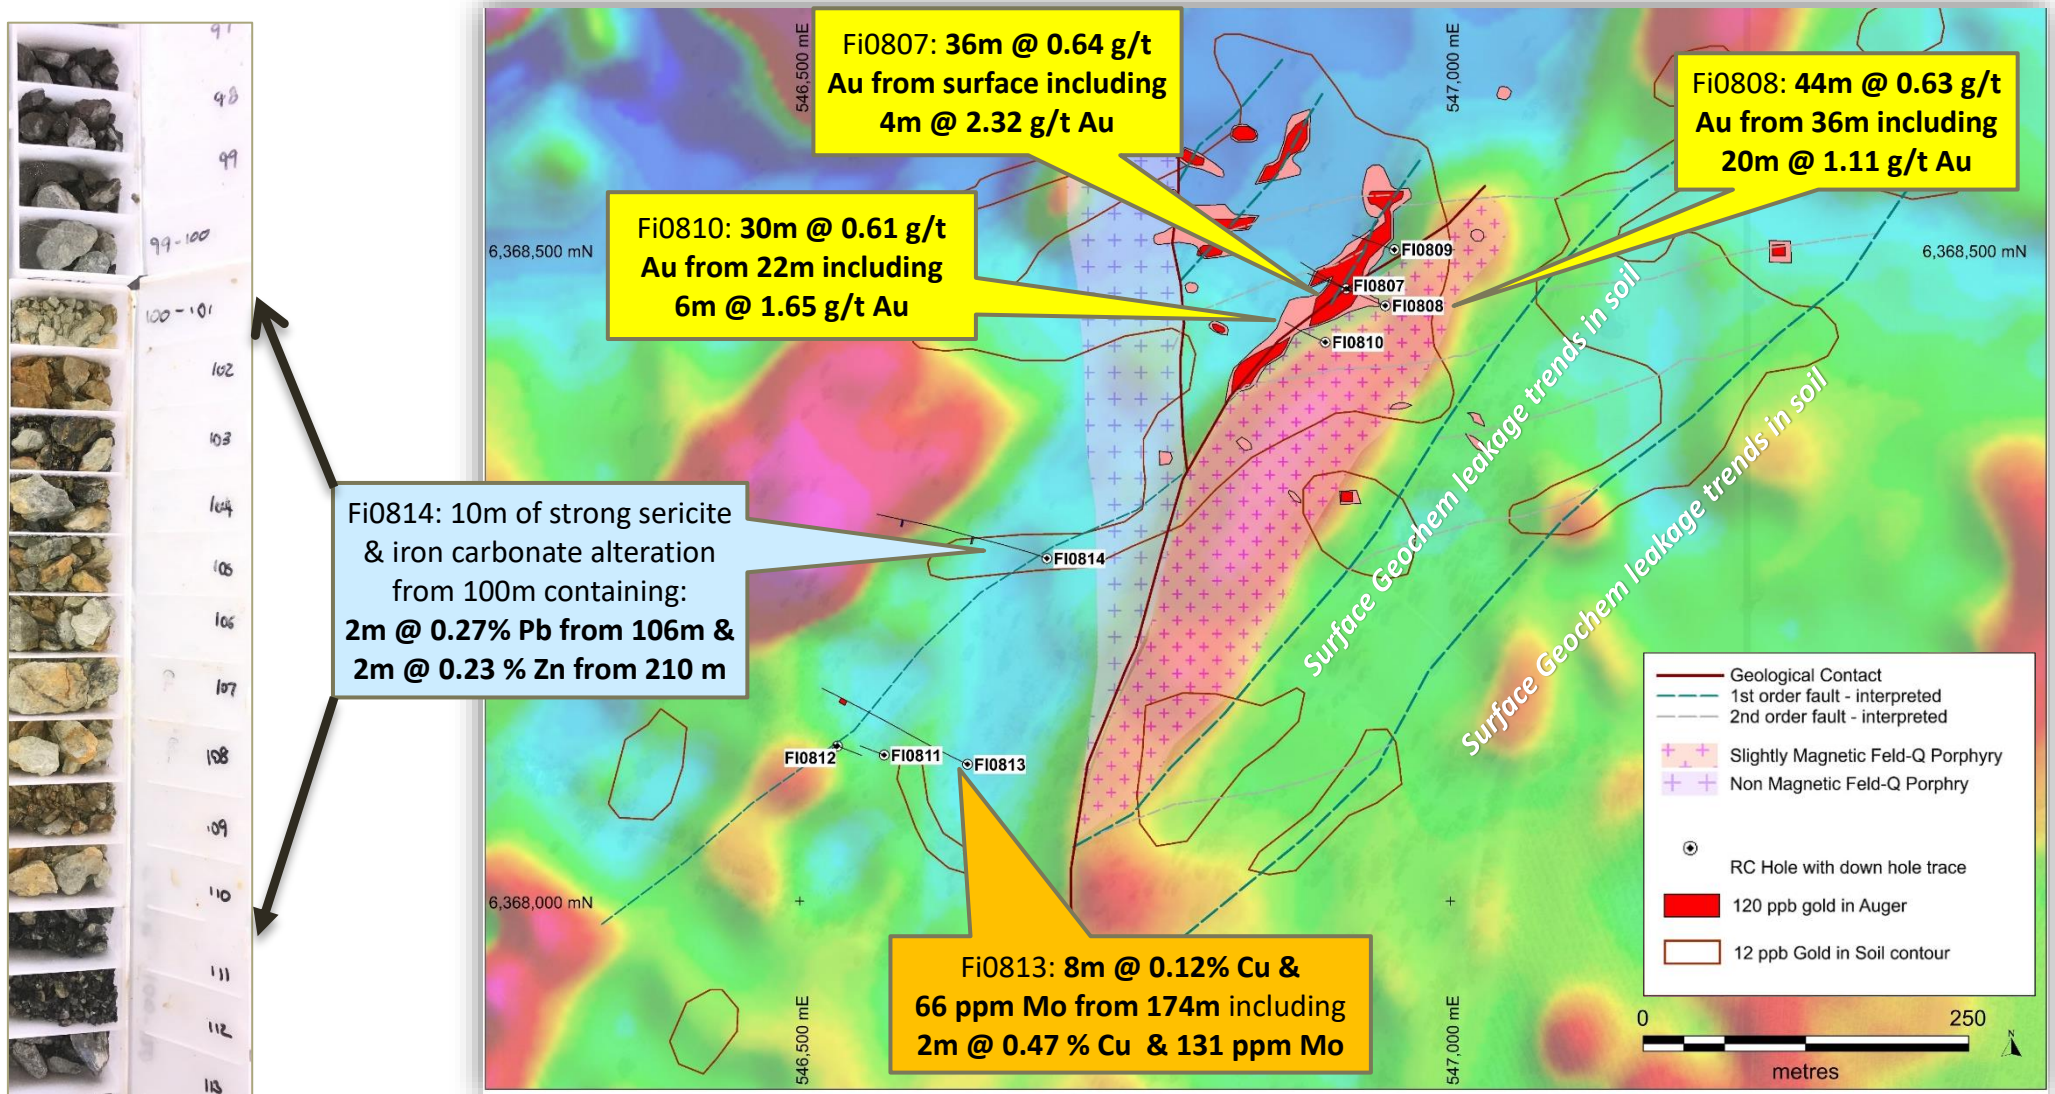 97
98
99
99-100
100-101
102
103
104
105
106
107
108
109
110
111
112
113
Fi0807: 36m @ 0.64 g/t
Au from surface including
4m @ 2.32 g/t Au
Fi0808: 44m @ 0.63 g/t
Au from 36m including
20m @ 1.11 g/t Au
Fi0810: 30m @ 0.61 g/t
Au from 22m including
6m @ 1.65 g/t Au
Fi0814: 10m of strong sericite
& iron carbonate alteration
from 100m containing:
2m @ 0.27% Pb from 106m &
2m @ 0.23 % Zn from 210 m
Fi0813: 8m @ 0.12% Cu &
66 ppm Mo from 174m including
2m @ 0.47 % Cu & 131 ppm Mo
546,500 mE
547,000 mE
6,368,500 mN
6,368,500 mN
FI0809
FI0807
FI0808
FI0810
FI0814
FI0812
FI0811
FI0813
Surface Geochem leakage trends in soil
Surface Geochem leakage trends in soil
6,368,000 mN
546,500 mE
547,000 mE
Geological Contact
1st order fault - interpreted
2nd order fault - interpreted
Slightly Magnetic Feld-Q Porphyry
Non Magnetic Feld-Q Porphry
RC Hole with down hole trace
120 ppb gold in Auger
12 ppb Gold in Soil contour
0
250
metres
N